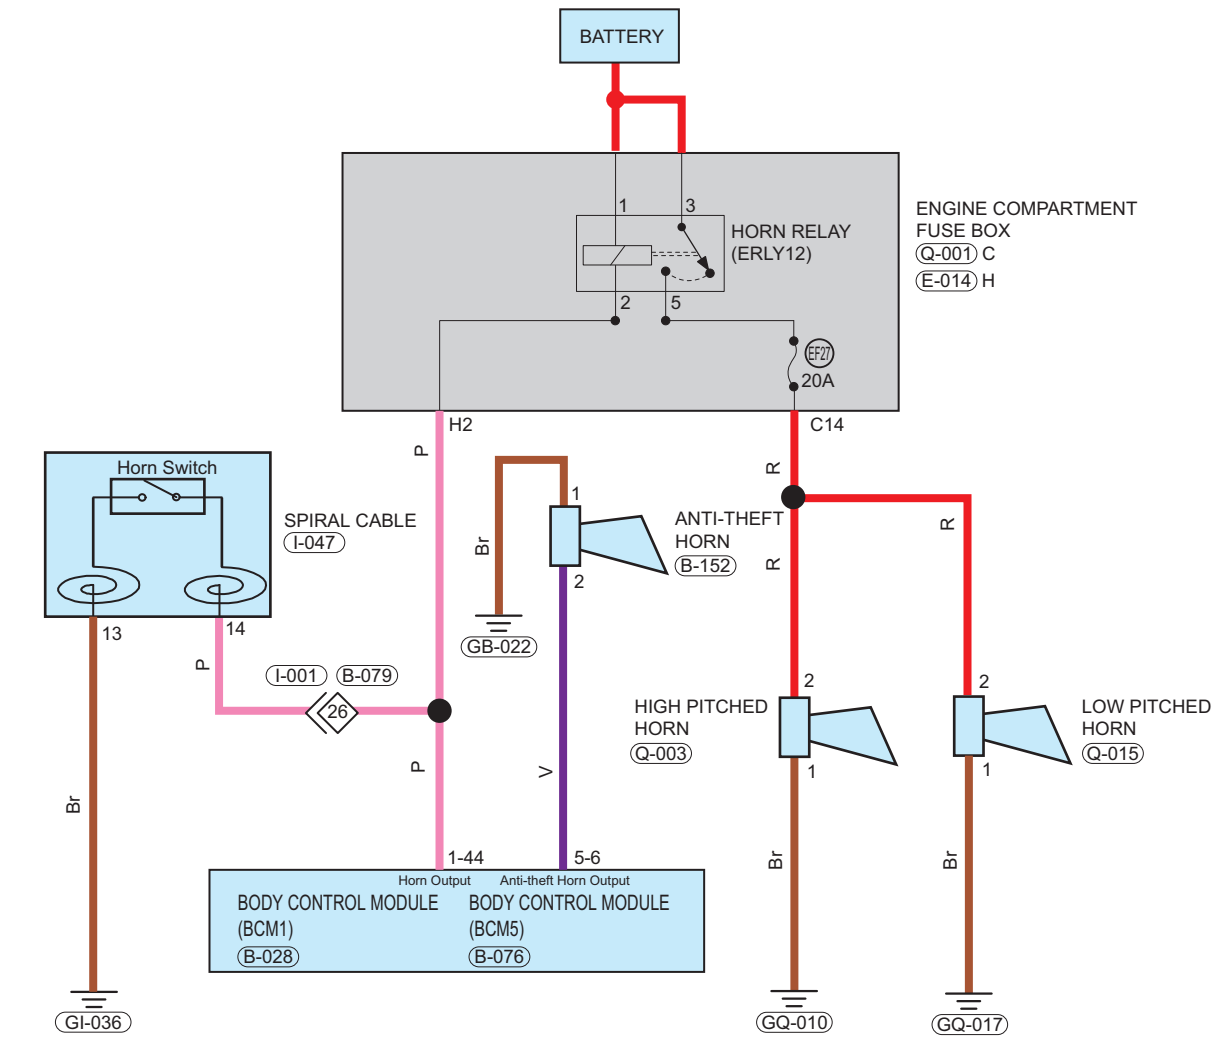 BATTERY
1
3
HORN RELAY
(ERLY12)
2
5
EF27
20A
ENGINE COMPARTMENT
FUSE BOX
Q-001 C
E-014 H
H2
C14
P
R
Horn Switch
SPIRAL CABLE
I-047
13
14
P
Br
I-001
B-079
26
P
Br
1
ANTI-THEFT
HORN
B-152
2
GB-022
V
R
R
2
HIGH PITCHED
HORN
Q-003
1
2
LOW PITCHED
HORN
Q-015
1
Br
Br
1-44
5-6
Horn Output
Anti-theft Horn Output
BODY CONTROL MODULE
(BCM1)
B-028
BODY CONTROL MODULE
(BCM5)
B-076
GI-036
GQ-010
GQ-017